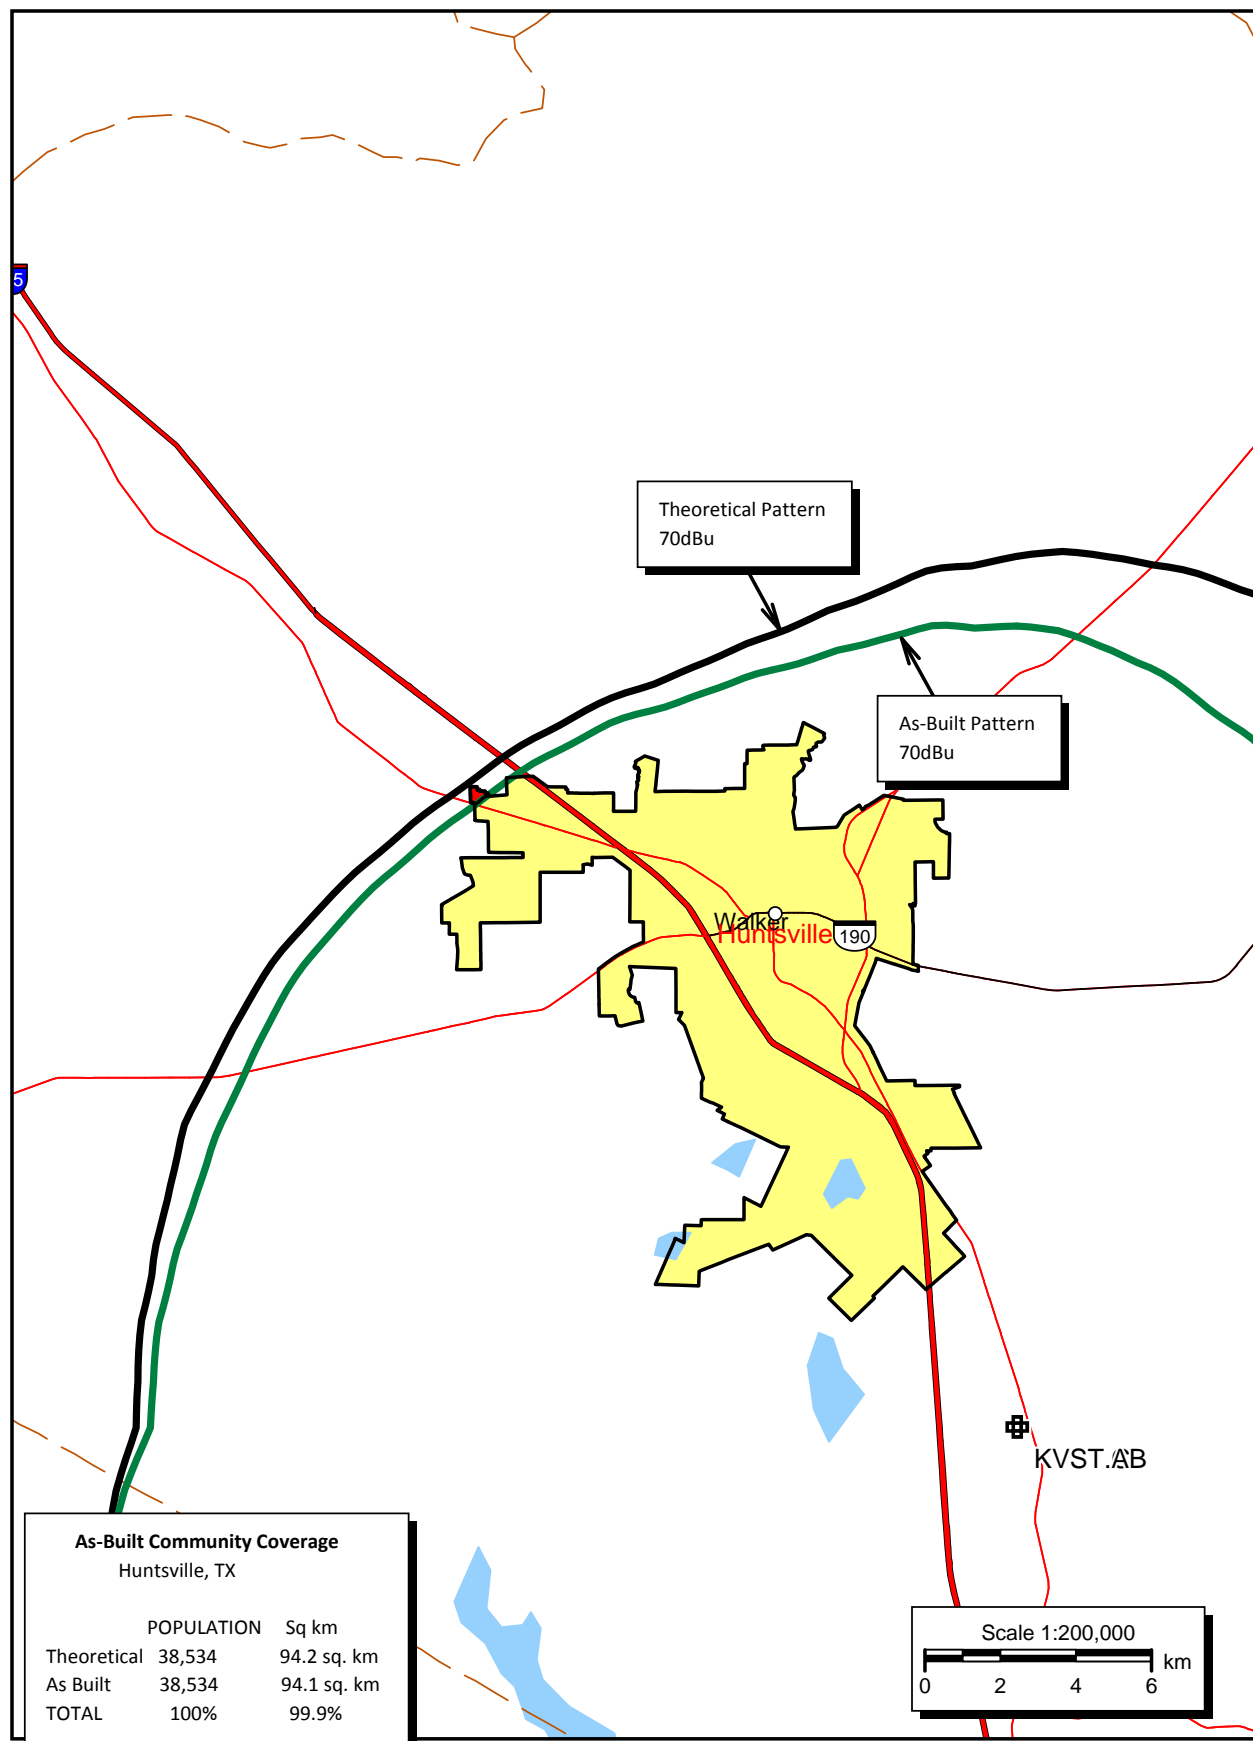 5
Theoretical Pattern
70dBu
As-Built Pattern
70dBu
Walker
Huntsville
190
As-Built Community Coverage
Huntsville, TX
POPULATION Sq km
Theoretical 38,534 94.2 sq. km
As Built 38,534 94.1 sq. km
TOTAL 100% 99.9%
Scale 1:200,000
km
0 2 4 6